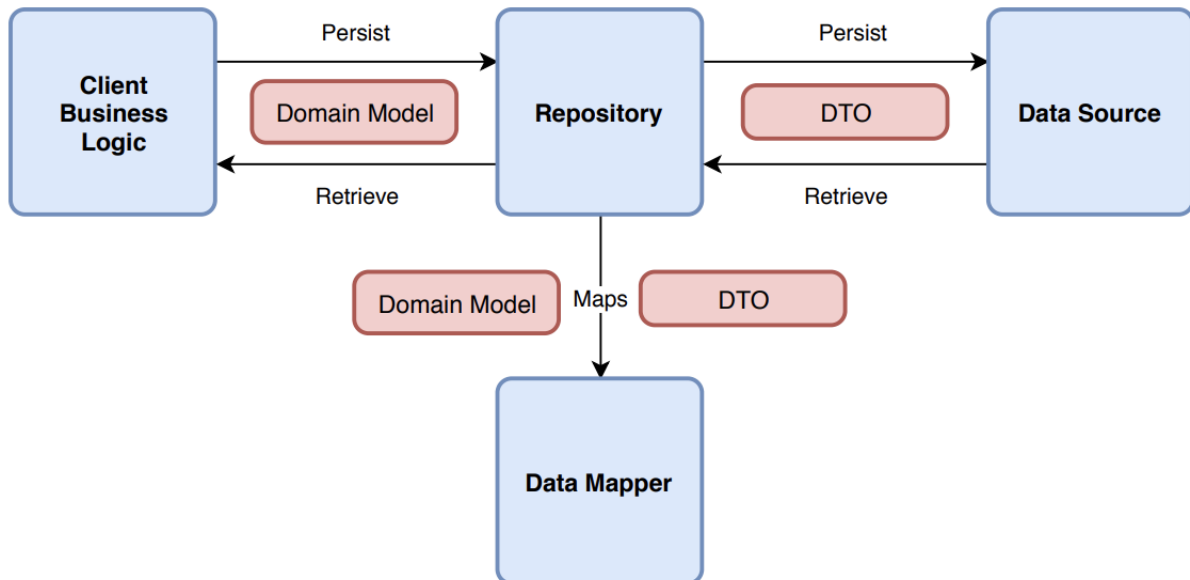 Persist
Persist
Client
Business
Logic
Domain Model
Repository
DTO
Data Source
Retrieve
Retrieve
Domain Model
Maps
DTO
Data Mapper